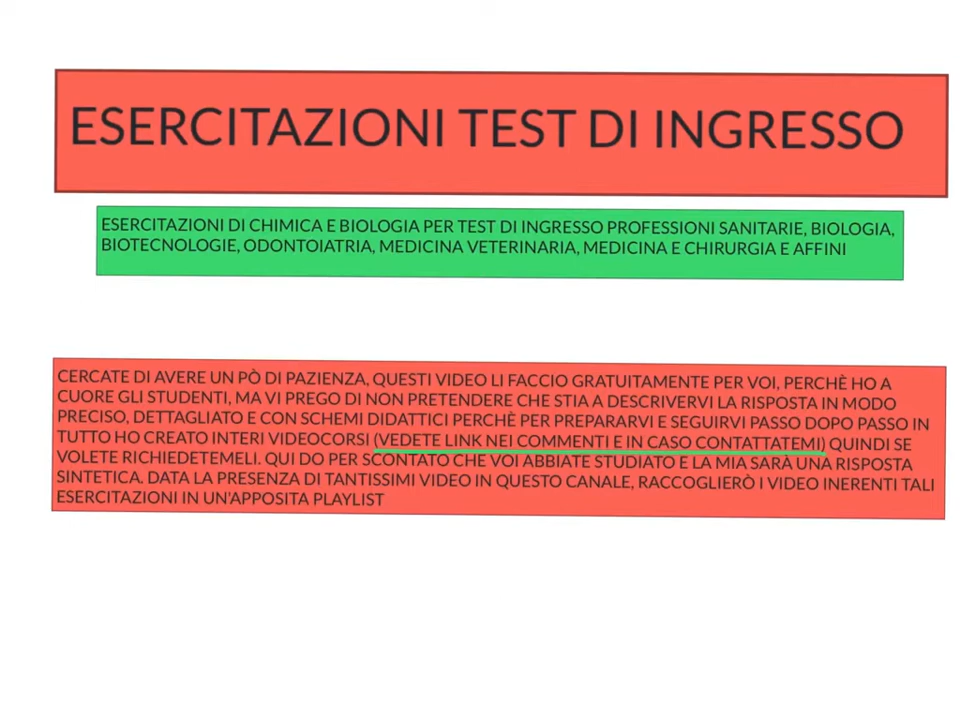 ESERCITAZIONI TEST DI INGRESSO
ESERCITAZIONI DI CHIMICA E BIOLOGIA PER TEST DI INGRESSO PROFESSIONI SANITARIE, BIOLOGIA,
BIOTECNOLOGIE, ODONTOIATRIA, MEDICINA VETERINARIA, MEDICINA E CHIRURGIA E AFFINI
CERCATE DI AVERE UN PÒ DI PAZIENZA, QUESTI VIDEO LI FACCIO GRATUITAMENTE PER VOI, PERCHÈ HO A
CUORE GLI STUDENTI, MA VI PREGO DI NON PRETENDERE CHE STIA A DESCRIVERVI LA RISPOSTA IN MODO
PRECISO, DETTAGLIATO E CON SCHEMI DIDATTICI PERCHÈ PER PREPARARVI E SEGUIRVI PASSO DOPO PASSO IN
TUTTO HO CREATO INTERI VIDEOCORSI (VEDETE LINK NEI COMMENTI E IN CASO CONTATTATEMI) QUINDI SE
VOLETE RICHIEDETEMELI. QUI DO PER SCONTATO CHE VOI ABBIATE STUDIATO E LA MIA SARÀ UNA RISPOSTA
SINTETICA. DATA LA PRESENZA DI TANTISSIMI VIDEO IN QUESTO CANALE, RACCOGLIERÒ I VIDEO INERENTI TALI
ESERCITAZIONI IN UN'APPOSITA PLAYLIST